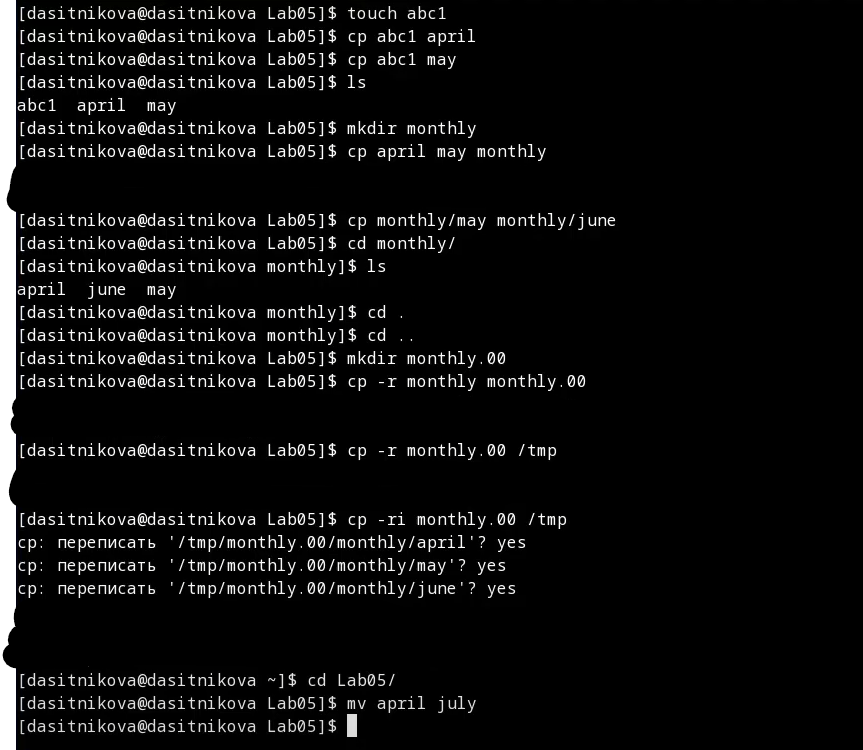 [dasitnikova@dasitnikova Lab05]$ touch abc1
[dasitnikova@dasitnikova Lab05]$ cp abc1 april
[dasitnikova@dasitnikova Lab05]$ cp abc1 may
[dasitnikova@dasitnikova Lab05]$ ls
abc1  april  may
[dasitnikova@dasitnikova Lab05]$ mkdir monthly
[dasitnikova@dasitnikova Lab05]$ cp april may monthly
[dasitnikova@dasitnikova Lab05]$ cp monthly/may monthly/june
[dasitnikova@dasitnikova Lab05]$ cd monthly/
[dasitnikova@dasitnikova monthly]$ ls
april  june  may
[dasitnikova@dasitnikova monthly]$ cd .
[dasitnikova@dasitnikova monthly]$ cd ..
[dasitnikova@dasitnikova Lab05]$ mkdir monthly.00
[dasitnikova@dasitnikova Lab05]$ cp -r monthly monthly.00
[dasitnikova@dasitnikova Lab05]$ cp -r monthly.00 /tmp
[dasitnikova@dasitnikova Lab05]$ cp -ri monthly.00 /tmp
cp: переписать '/tmp/monthly.00/monthly/april'? yes
cp: переписать '/tmp/monthly.00/monthly/may'? yes
cp: переписать '/tmp/monthly.00/monthly/june'? yes
[dasitnikova@dasitnikova ~]$ cd Lab05/
[dasitnikova@dasitnikova Lab05]$ mv april july
[dasitnikova@dasitnikova Lab05]$